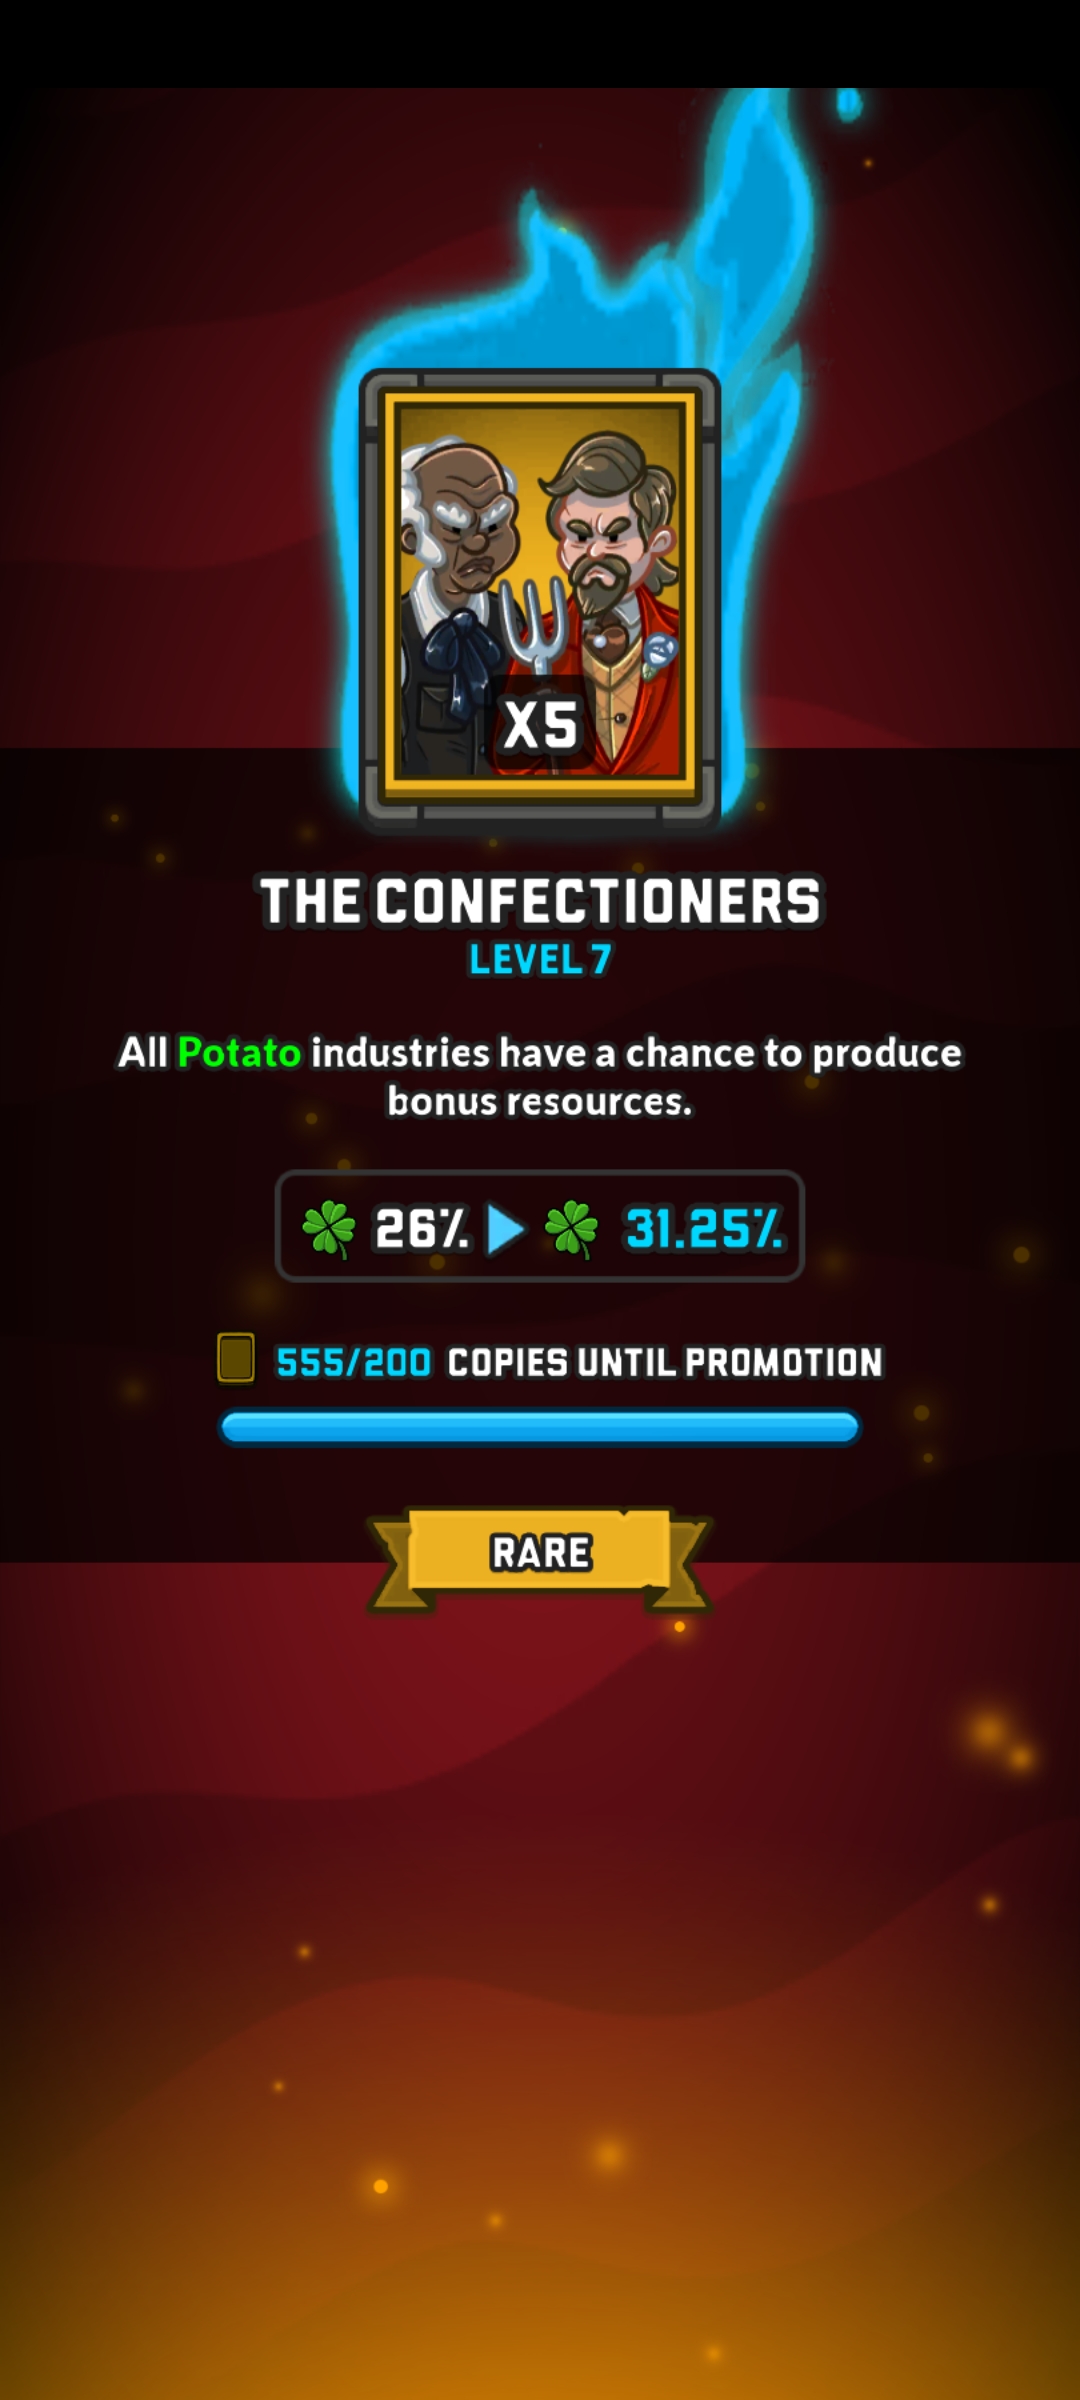 X5
THE CONFECTIONERS
LEVEL 7
All Potato industries have a chance to produce
bonus resources.
26% 31.25%
555/200 COPIES UNTIL PROMOTION
RARE